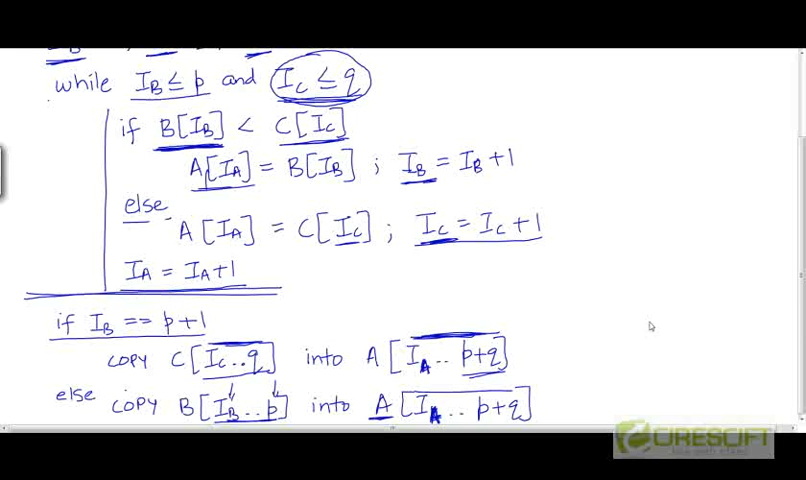 while I_B ≤ p and I_C ≤ q
if B[I_B] < C[I_C]
A[I_A] = B[I_B] ; I_B = I_B+1
else
A[I_A] = C[I_C] ; I_C = I_C+1
I_A = I_A+1
if I_B == p+1
copy C[I_C..q] into A[I_A.. p+q]
else copy B[I_B..p] into A[I_A.. p+q]